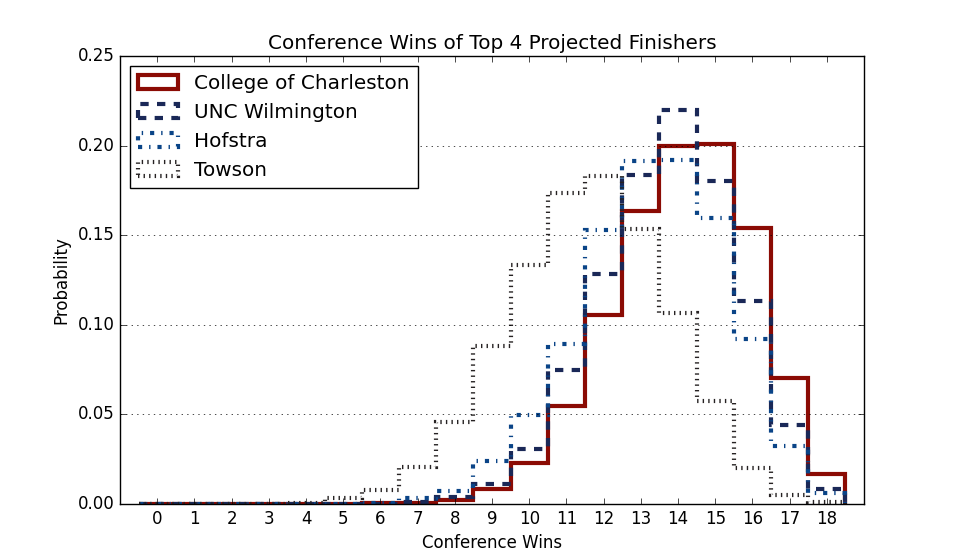 Conference Wins of Top 4 Projected Finishers
College of Charleston
UNC Wilmington
Hofstra
Towson
0.25
0.20
0.15
0.10
0.05
0.00
Probability
0 1 2 3 4 5 6 7 8 9 10 11 12 13 14 15 16 17 18
Conference Wins